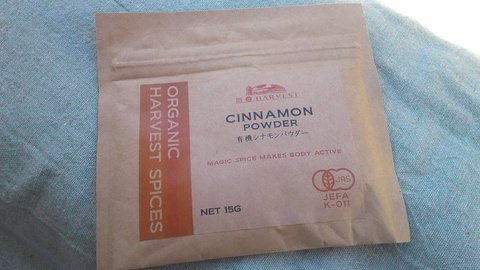 HARVEST
CINNAMON
POWDER
有機シナモンパウダー
MAGIC SPICE MAKES BODY ACTIVE
ORGANIC
HARVEST SPICES
NET 15G
JAS
JEFA
K-011